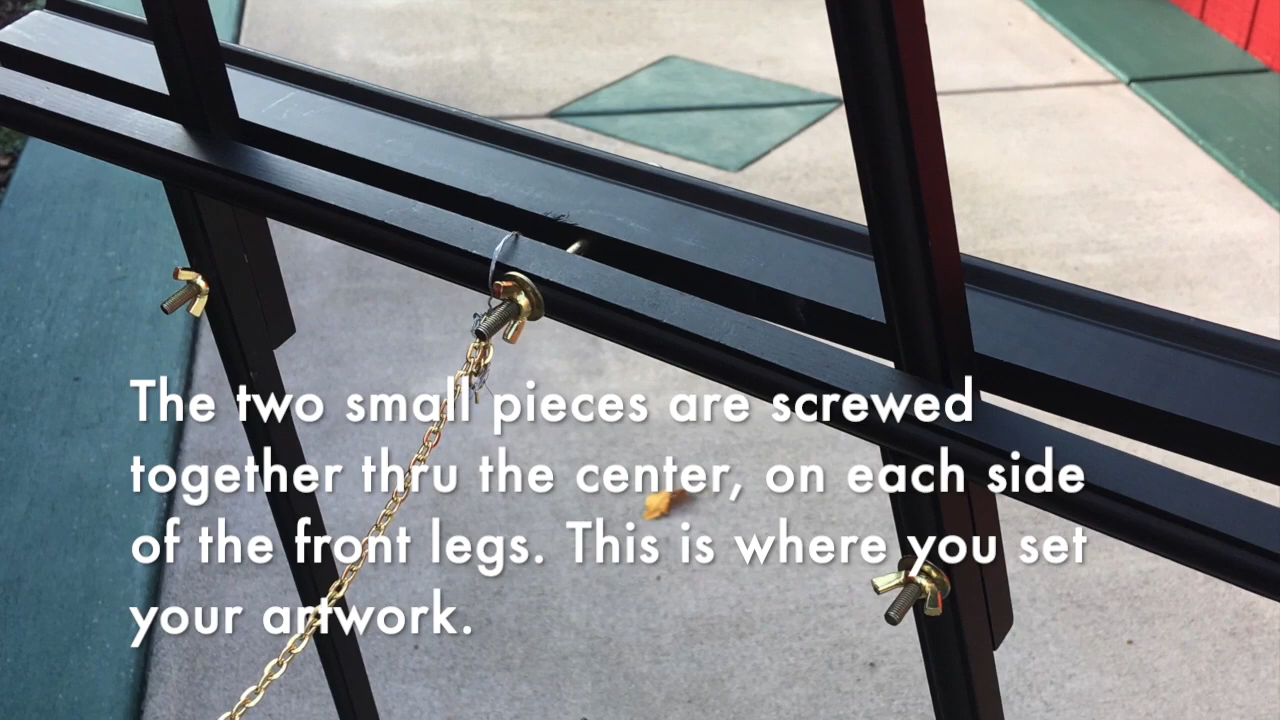 The two small pieces are screwed
together thru the center, on each side
of the front legs. This is where you set
your artwork.